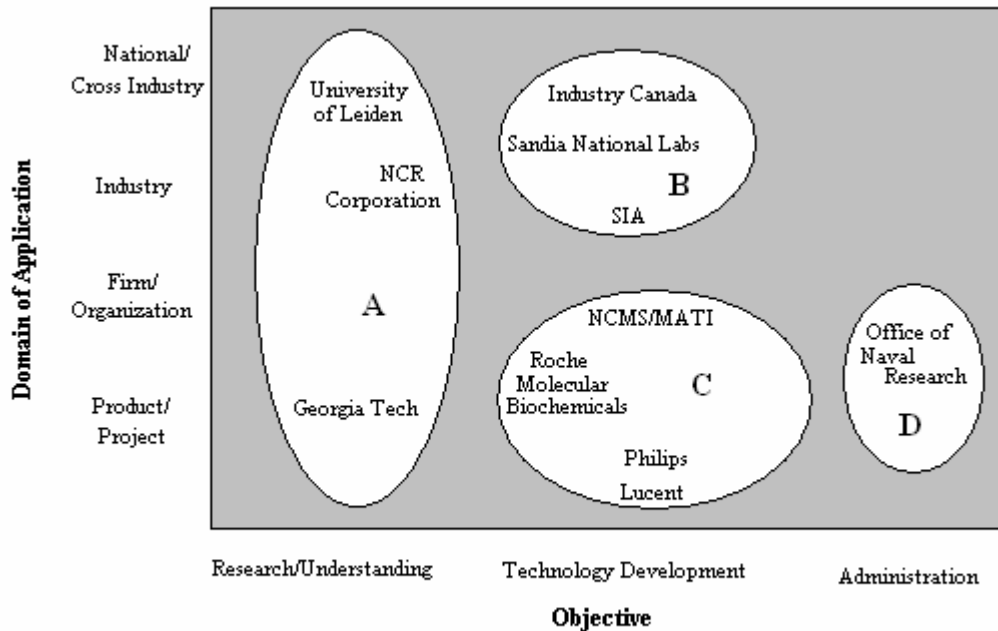 National/
Cross Industry
Industry
Firm/
Organization
Product/
Project
Domain of Application
University
of Leiden
NCR
Corporation
A
Georgia Tech
Industry Canada
Sandia National Labs
B
SIA
NCMS/MATI
Roche
Molecular
Biochemicals
C
Philips
Lucent
Office of
Naval
Research
D
Research/Understanding
Technology Development
Administration
Objective